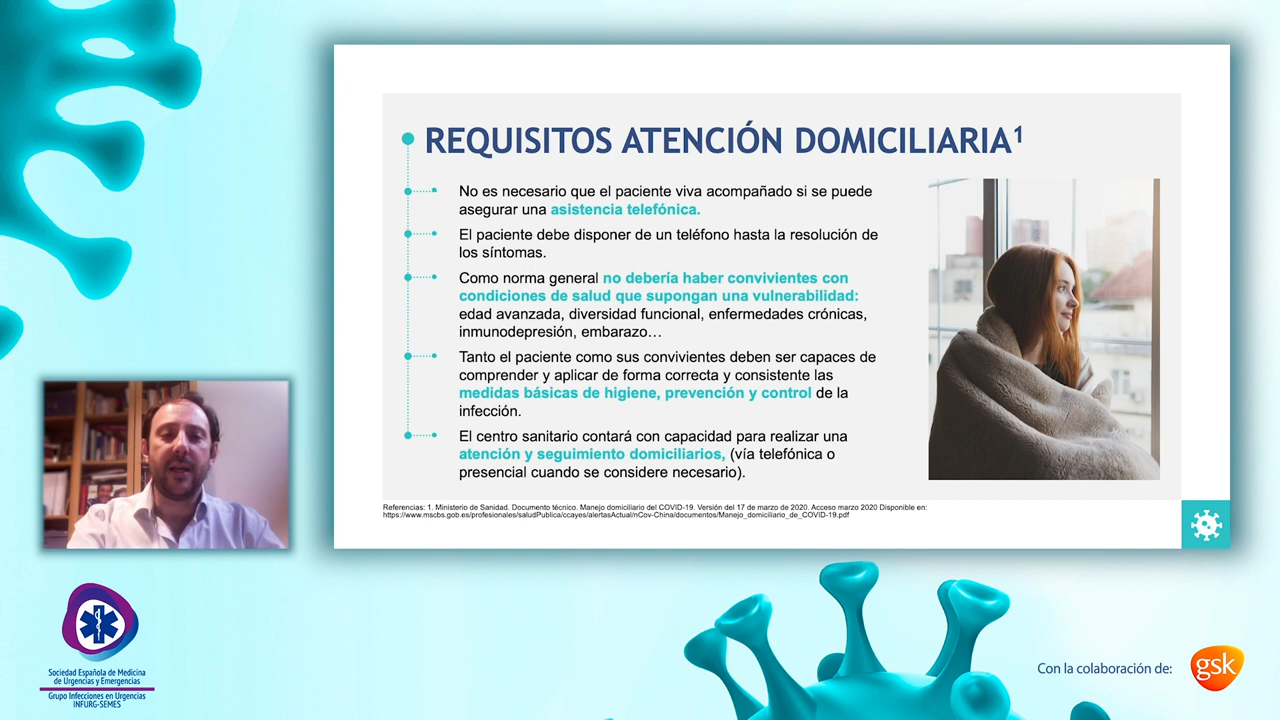 REQUISITOS ATENCIÓN DOMICILIARIA¹
No es necesario que el paciente viva acompañado si se puede
asegurar una asistencia telefónica.
El paciente debe disponer de un teléfono hasta la resolución de
los síntomas.
Como norma general no debería haber convivientes con
condiciones de salud que supongan una vulnerabilidad:
edad avanzada, diversidad funcional, enfermedades crónicas,
inmunodepresión, embarazo…
Tanto el paciente como sus convivientes deben ser capaces de
comprender y aplicar de forma correcta y consistente las
medidas básicas de higiene, prevención y control de la
infección.
El centro sanitario contará con capacidad para realizar una
atención y seguimiento domiciliarios, (vía telefónica o
presencial cuando se considere necesario).
Referencias: 1. Ministerio de Sanidad. Documento técnico. Manejo domiciliario del COVID-19. Versión del 17 de marzo de 2020. Acceso marzo 2020 Disponible en:
https://www.mscbs.gob.es/profesionales/saludPublica/ccayes/alertasActual/nCov-China/documentos/Manejo_domiciliario_de_COVID-19.pdf
Sociedad Española de Medicina
de Urgencias y Emergencias
Grupo Infecciones en Urgencias
INFURG-SEMES
Con la colaboración de:
gsk